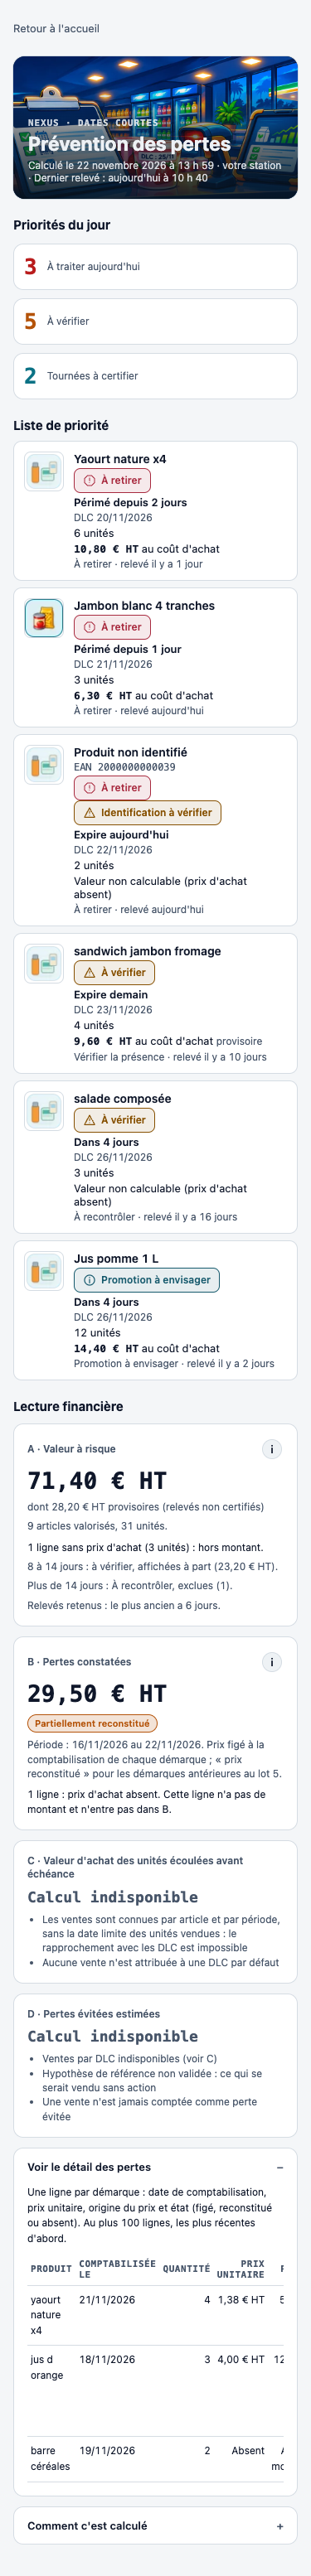 Retour à l'accueil
NEXUS · DATES COURTES
Prévention des pertes
Calculé le 22 novembre 2026 à 13 h 59 · votre station
· Dernier relevé : aujourd'hui à 10 h 40
Priorités du jour
3 À traiter aujourd'hui
5 À vérifier
2 Tournées à certifier
Liste de priorité
Yaourt nature x4
À retirer
Périmé depuis 2 jours
DLC 20/11/2026
6 unités
10,80 € HT au coût d'achat
À retirer · relevé il y a 1 jour
Jambon blanc 4 tranches
À retirer
Périmé depuis 1 jour
DLC 21/11/2026
3 unités
6,30 € HT au coût d'achat
À retirer · relevé aujourd'hui
Produit non identifié
EAN 2000000000039
À retirer
Identification à vérifier
Expire aujourd'hui
DLC 22/11/2026
2 unités
Valeur non calculable (prix d'achat
absent)
À retirer · relevé aujourd'hui
sandwich jambon fromage
À vérifier
Expire demain
DLC 23/11/2026
4 unités
9,60 € HT au coût d'achat provisoire
Vérifier la présence · relevé il y a 10 jours
salade composée
À vérifier
Dans 4 jours
DLC 26/11/2026
3 unités
Valeur non calculable (prix d'achat
absent)
À recontrôler · relevé il y a 16 jours
Jus pomme 1 L
Promotion à envisager
Dans 4 jours
DLC 26/11/2026
12 unités
14,40 € HT au coût d'achat
Promotion à envisager · relevé il y a 2 jours
Lecture financière
A · Valeur à risque
i
71,40 € HT
dont 28,20 € HT provisoires (relevés non certifiés)
9 articles valorisés, 31 unités.
1 ligne sans prix d'achat (3 unités) : hors montant.
8 à 14 jours : à vérifier, affichées à part (23,20 € HT).
Plus de 14 jours : À recontrôler, exclues (1).
Relevés retenus : le plus ancien a 6 jours.
B · Pertes constatées
i
29,50 € HT
Partiellement reconstitué
Période : 16/11/2026 au 22/11/2026. Prix figé à la
comptabilisation de chaque démarque ; « prix
reconstitué » pour les démarques antérieures au lot 5.
1 ligne : prix d'achat absent. Cette ligne n'a pas de
montant et n'entre pas dans B.
C · Valeur d'achat des unités écoulées avant
échéance
Calcul indisponible
• Les ventes sont connues par article et par période,
sans la date limite des unités vendues : le
rapprochement avec les DLC est impossible
• Aucune vente n'est attribuée à une DLC par défaut
D · Pertes évitées estimées
Calcul indisponible
• Ventes par DLC indisponibles (voir C)
• Hypothèse de référence non validée : ce qui se
serait vendu sans action
• Une vente n'est jamais comptée comme perte
évitée
Voir le détail des pertes −
Une ligne par démarque : date de comptabilisation,
prix unitaire, origine du prix et état (figé, reconstitué
ou absent). Au plus 100 lignes, les plus récentes
d'abord.
PRODUIT COMPTABILISÉE LE QUANTITÉ PRIX UNITAIRE
yaourt nature x4 21/11/2026 4 1,38 € HT
jus d orange 18/11/2026 3 4,00 € HT
barre céréales 19/11/2026 2 Absent
Comment c'est calculé +